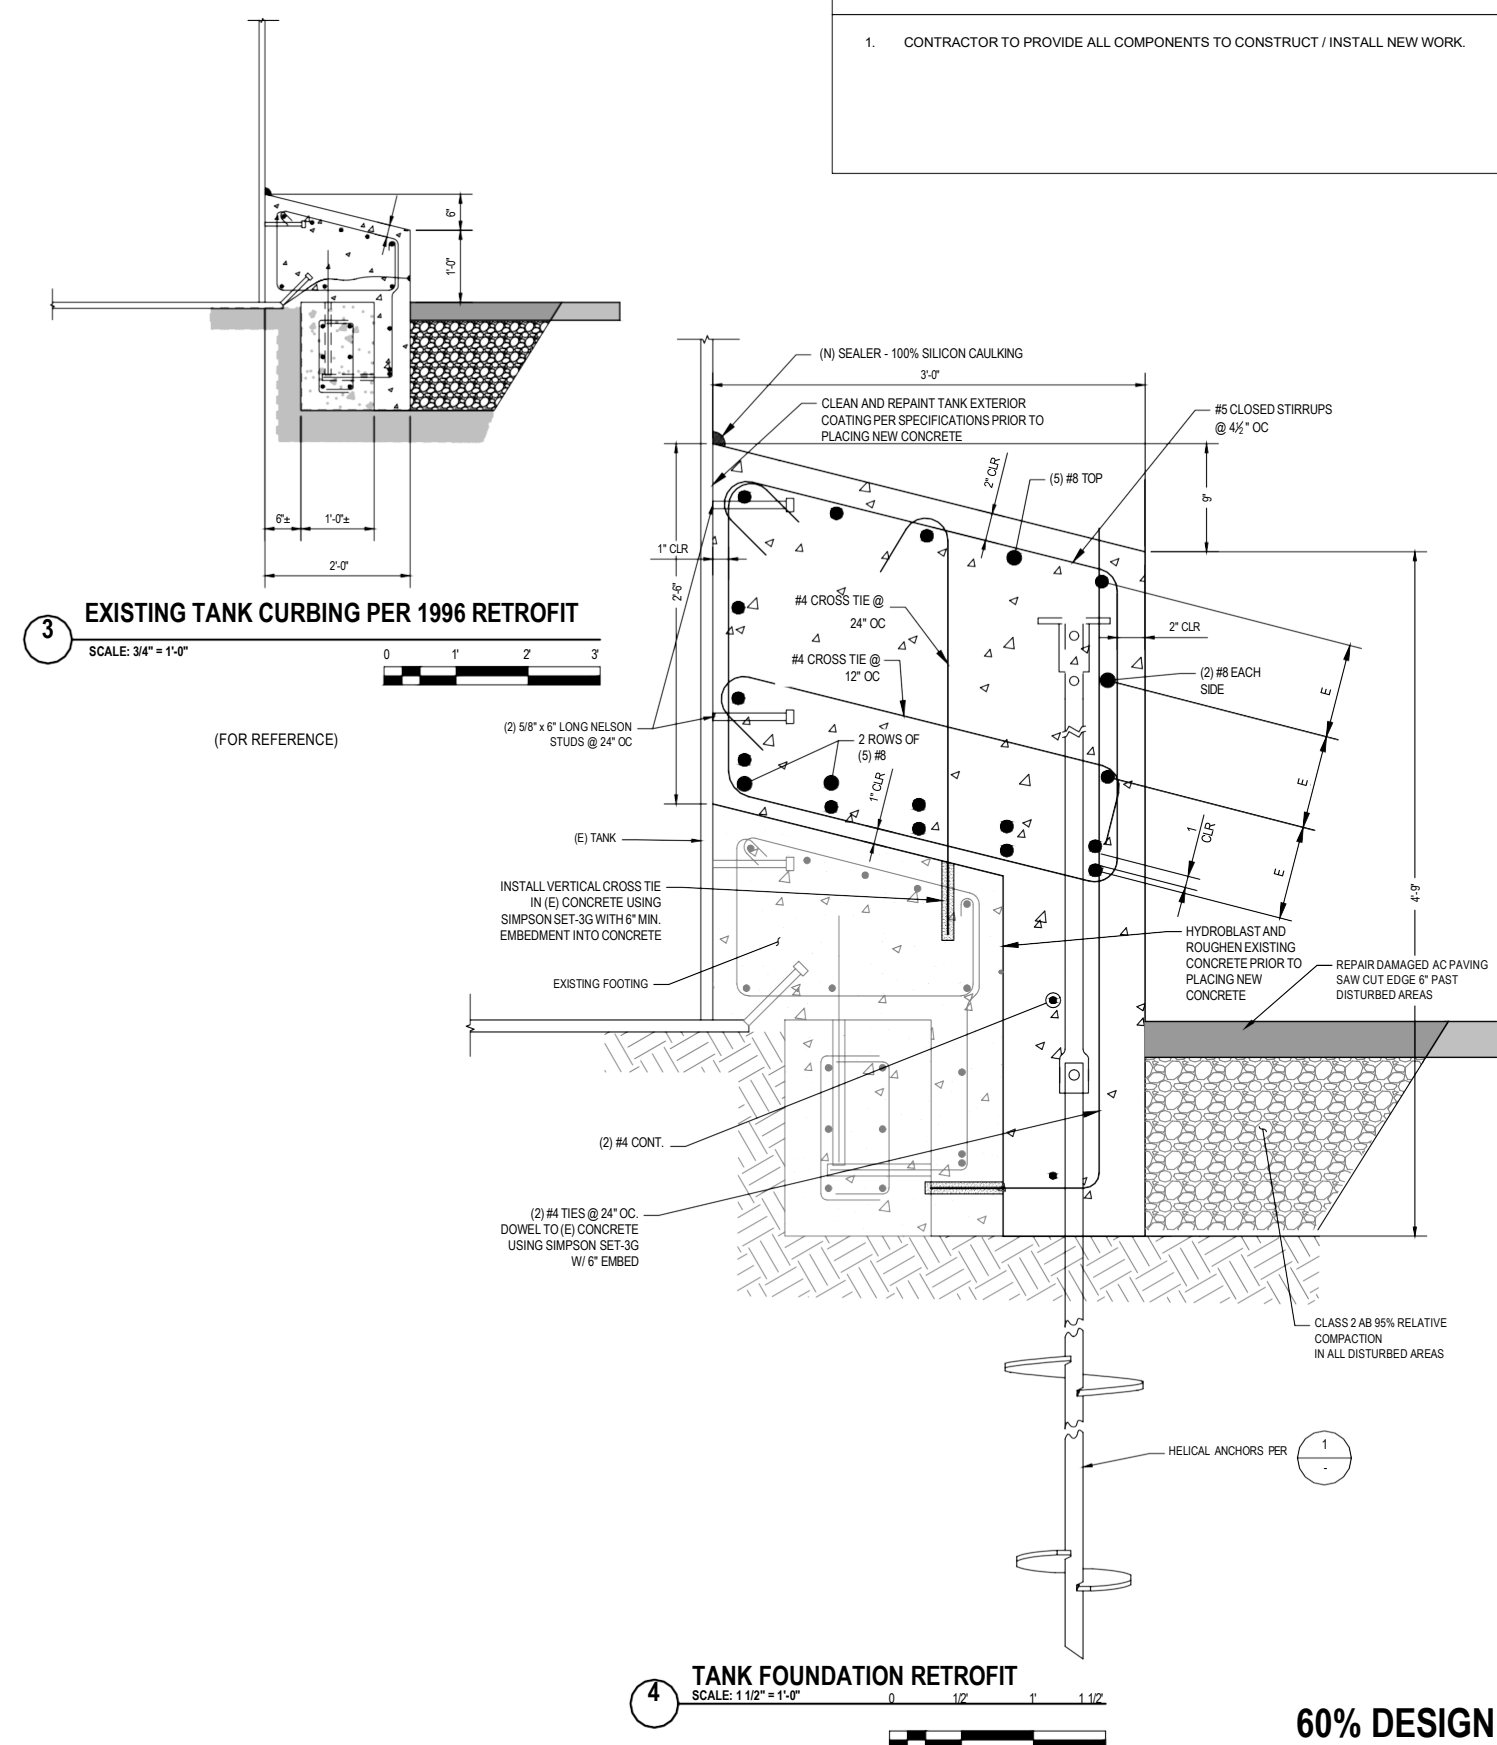 1. CONTRACTOR TO PROVIDE ALL COMPONENTS TO CONSTRUCT / INSTALL NEW WORK.
6"
1'-0"
6"±
1'-0"±
2'-0"
3
EXISTING TANK CURBING PER 1996 RETROFIT
SCALE: 3/4" = 1'-0"
0 1' 2' 3'
(FOR REFERENCE)
(N) SEALER - 100% SILICON CAULKING
3'-0"
CLEAN AND REPAINT TANK EXTERIOR
COATING PER SPECIFICATIONS PRIOR TO
PLACING NEW CONCRETE
#5 CLOSED STIRRUPS
@ 4½" OC
2" CLR
(5) #8 TOP
9"
1" CLR
2'-6"
#4 CROSS TIE @
24" OC
2" CLR
#4 CROSS TIE @
12" OC
(2) #8 EACH
SIDE
E
(2) 5/8" x 6" LONG NELSON
STUDS @ 24" OC
2 ROWS OF
(5) #8
1" CLR
E
(E) TANK
1
CLR
E
4'-9"
INSTALL VERTICAL CROSS TIE
IN (E) CONCRETE USING
SIMPSON SET-3G WITH 6" MIN.
EMBEDMENT INTO CONCRETE
HYDROBLAST AND
ROUGHEN EXISTING
CONCRETE PRIOR TO
PLACING NEW
CONCRETE
REPAIR DAMAGED AC PAVING
SAW CUT EDGE 6" PAST
DISTURBED AREAS
EXISTING FOOTING
(2) #4 CONT.
(2) #4 TIES @ 24" OC.
DOWEL TO (E) CONCRETE
USING SIMPSON SET-3G
W/ 6" EMBED
CLASS 2 AB 95% RELATIVE
COMPACTION
IN ALL DISTURBED AREAS
HELICAL ANCHORS PER
1
-
4
TANK FOUNDATION RETROFIT
SCALE: 1 1/2" = 1'-0"
0 1/2' 1' 1 1/2'
60% DESIGN